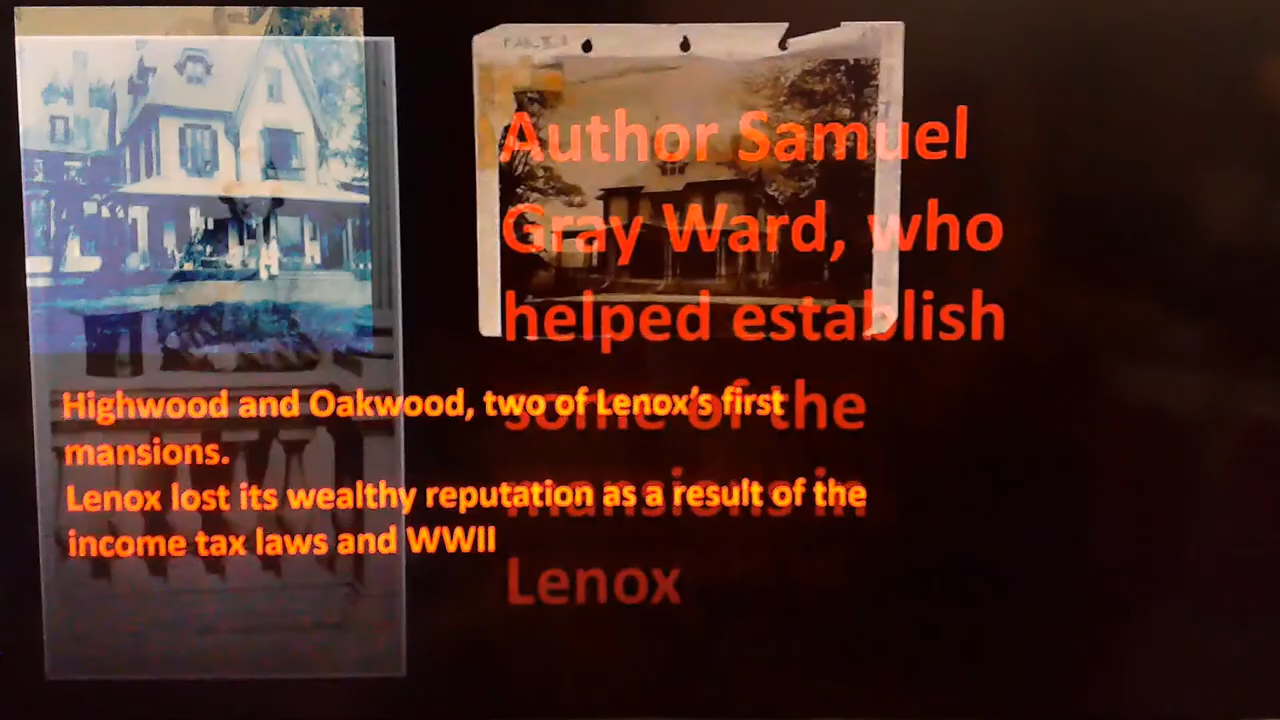 Author Samuel
Gray Ward, who
helped establish
some of the
mansions in
Lenox
Highwood and Oakwood, two of Lenox's first
mansions.
Lenox lost its wealthy reputation as a result of the
income tax laws and WWII